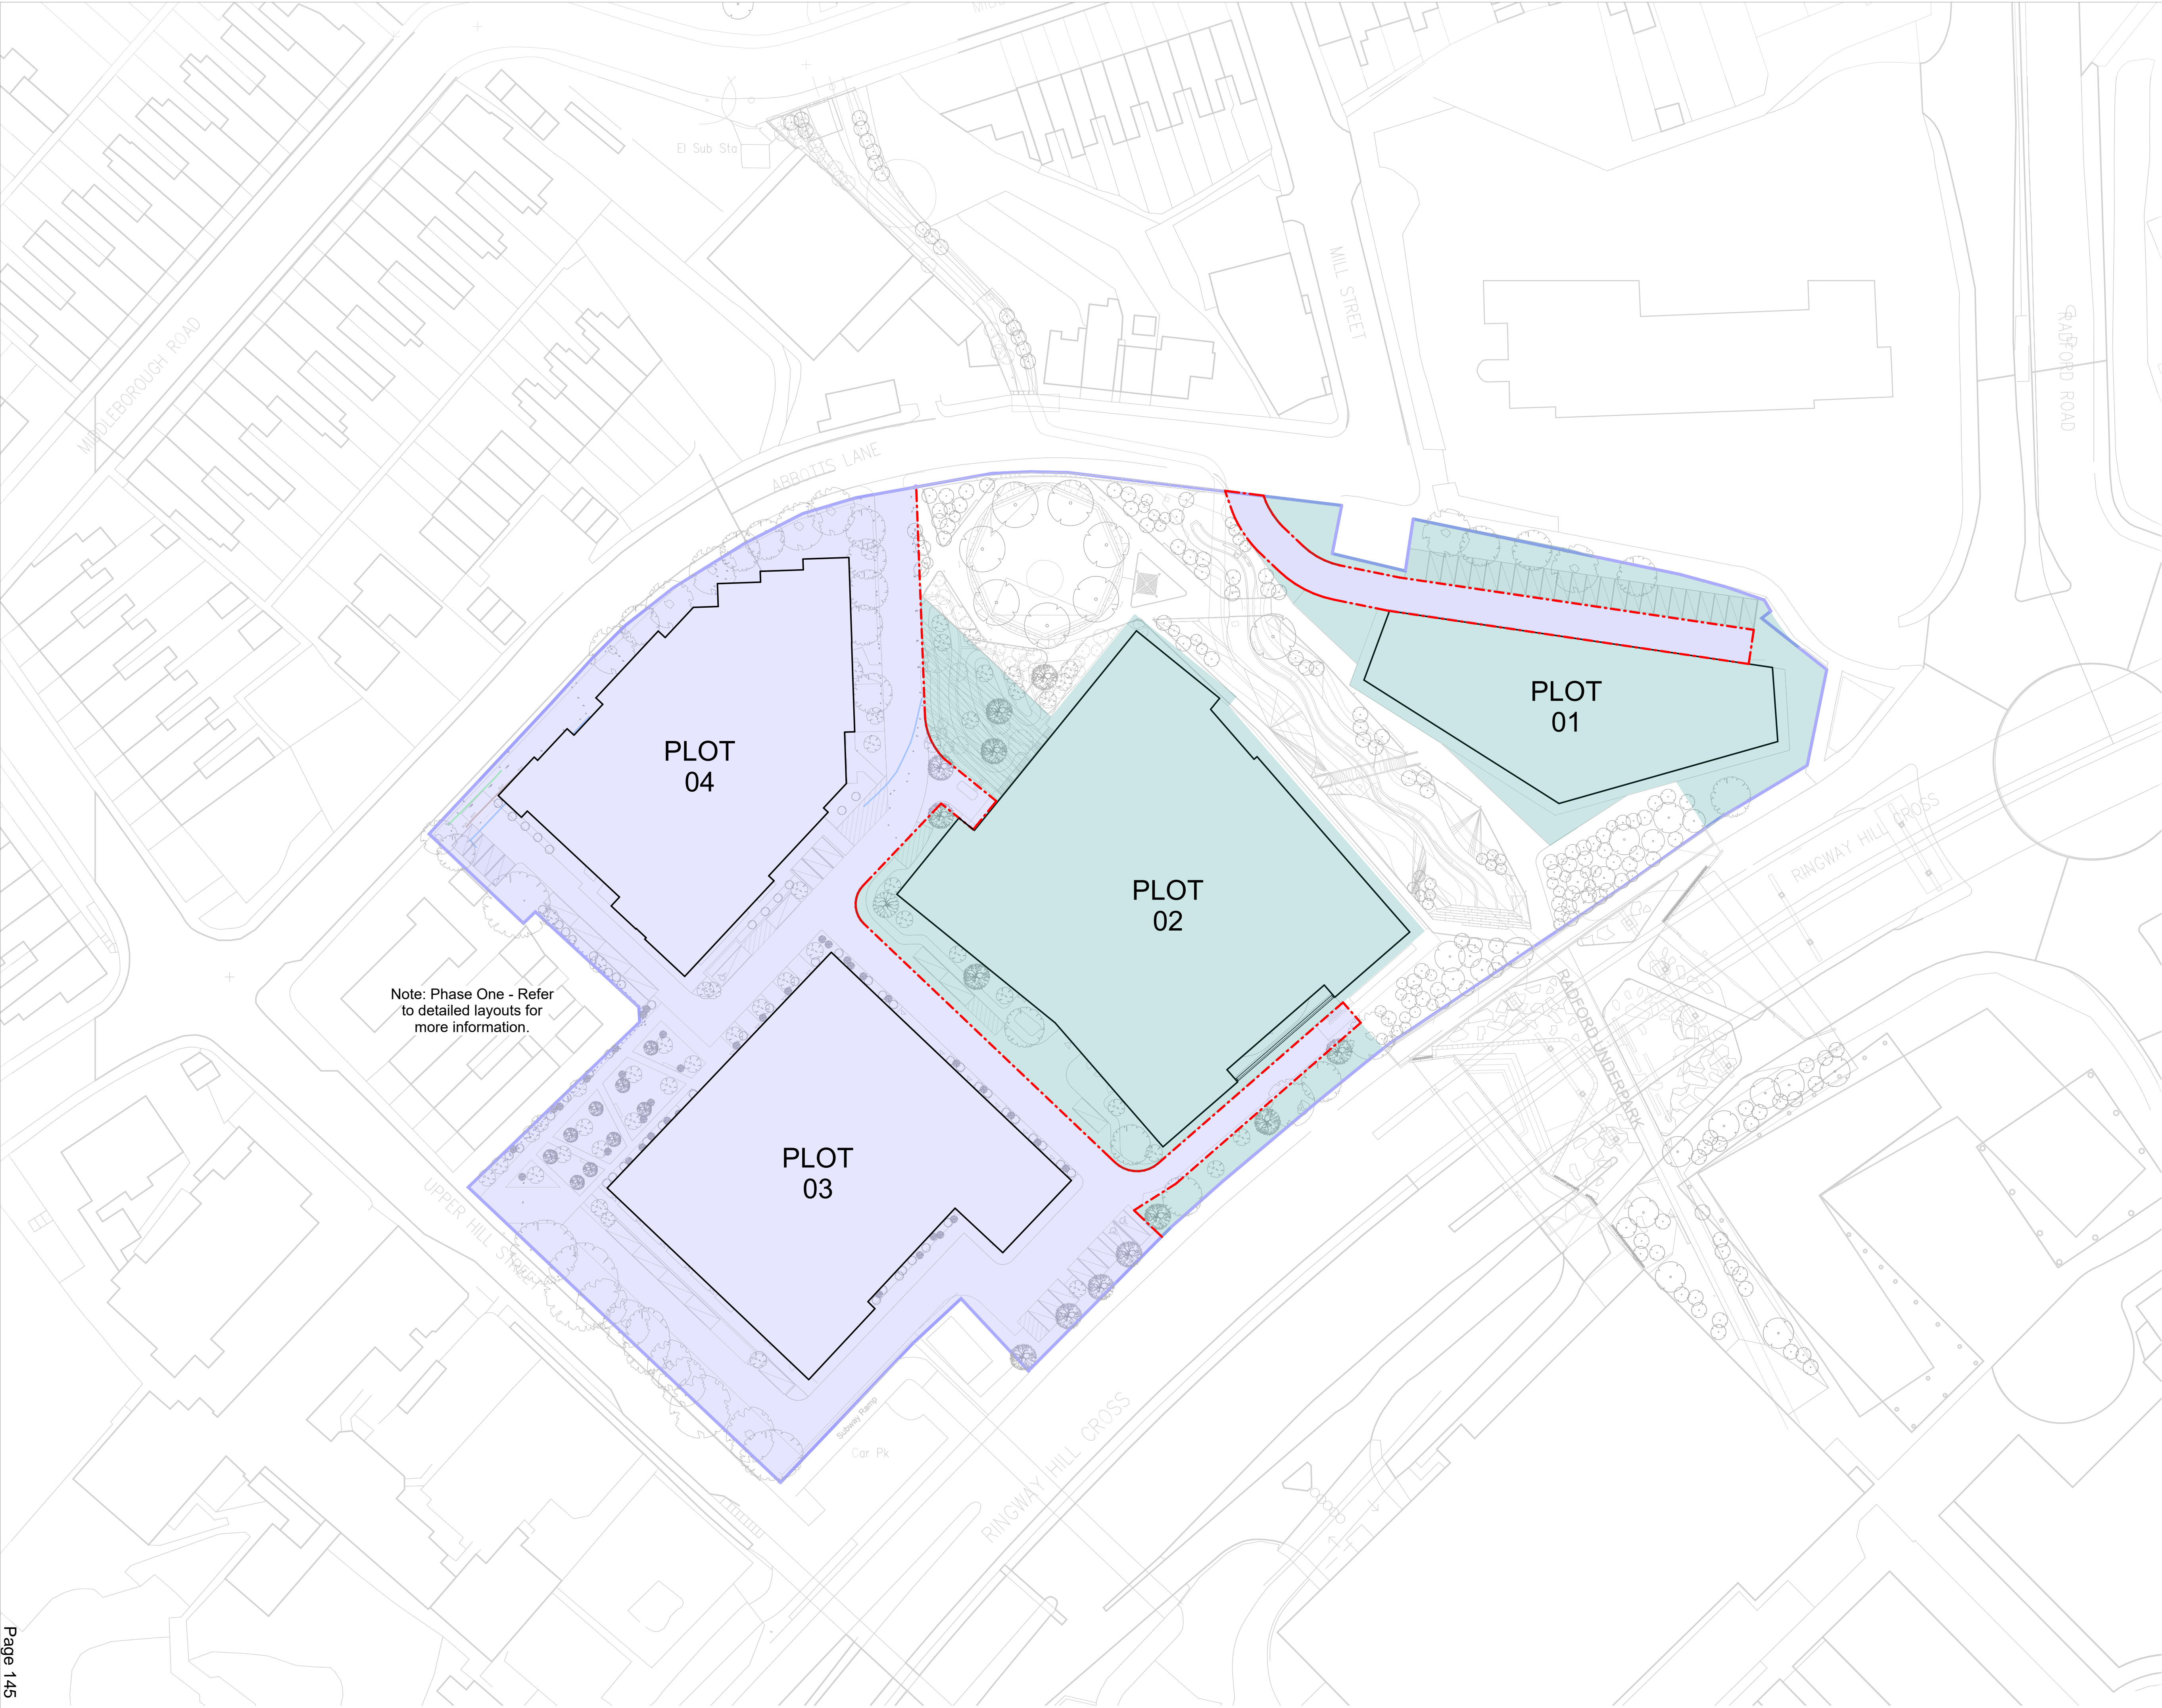 El Sub Sta
MILL STREET
RADFORD ROAD
MIDDLEBOROUGH ROAD
ABBOTTS LANE
PLOT
01
PLOT
04
RINGWAY HILL CROSS
PLOT
02
Note: Phase One - Refer
to detailed layouts for
more information.
RADFORD UNDERPARK
PLOT
03
UPPER HILL STREET
Subway Ramp
Car Pk
RINGWAY HILL CROSS
Page 145